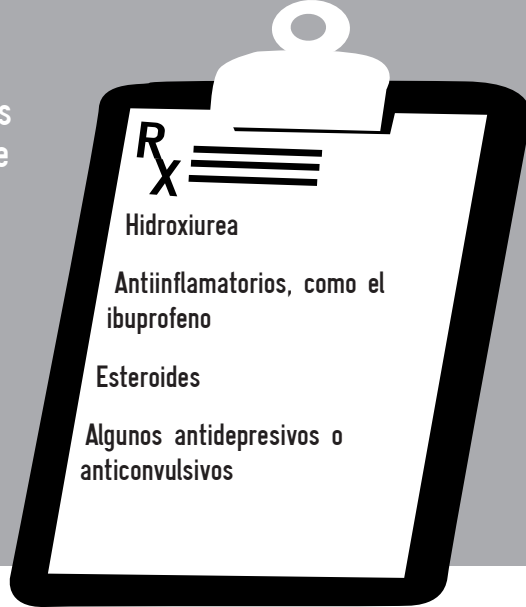 s
e
Rx
Hidroxiurea
Antiinflamatorios, como el
ibuprofeno
Esteroides
Algunos antidepresivos o
anticonvulsivos